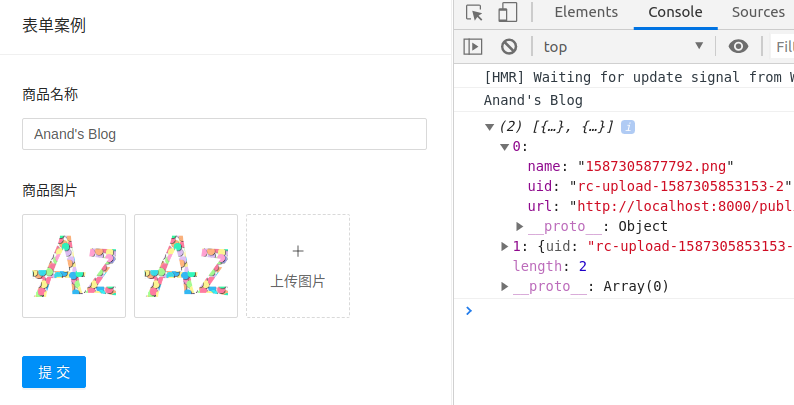 表单案例
商品名称
Anand's Blog
商品图片
Az
Az
上传图片
提 交
Elements Console Sources
top
[HMR] Waiting for update signal from
Anand's Blog
(2) [{…}, {…}] i
0:
name: "1587305877792.png"
uid: "rc-upload-1587305853153-2"
url: "http://localhost:8000/publ
__proto__: Object
1: {uid: "rc-upload-1587305853153-
length: 2
__proto__: Array(0)